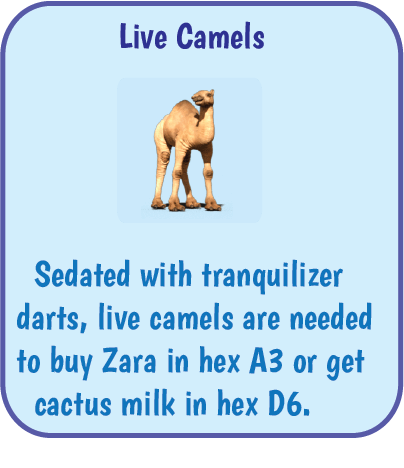 Live Camels
Sedated with tranquilizer
darts, live camels are needed
to buy Zara in hex A3 or get
cactus milk in hex D6.